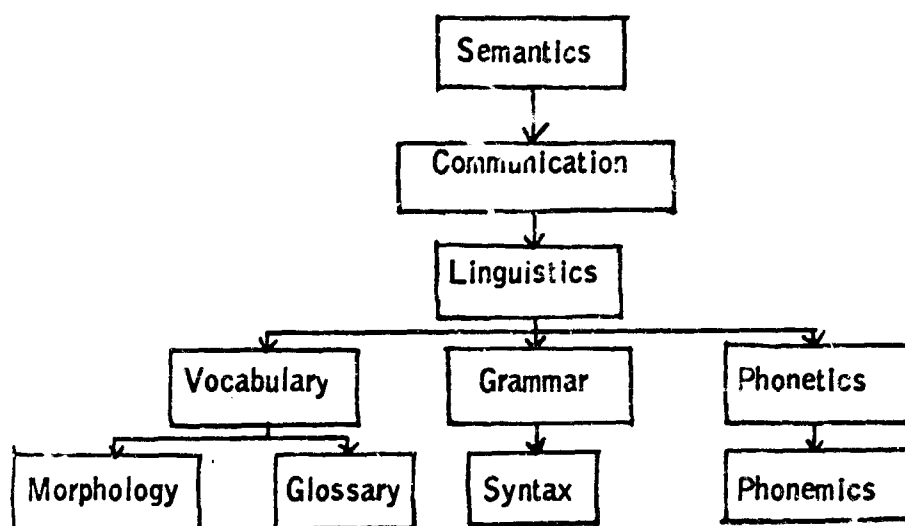 Semantics
Communication
Linguistics
Vocabulary
Grammar
Phonetics
Morphology
Glossary
Syntax
Phonemics